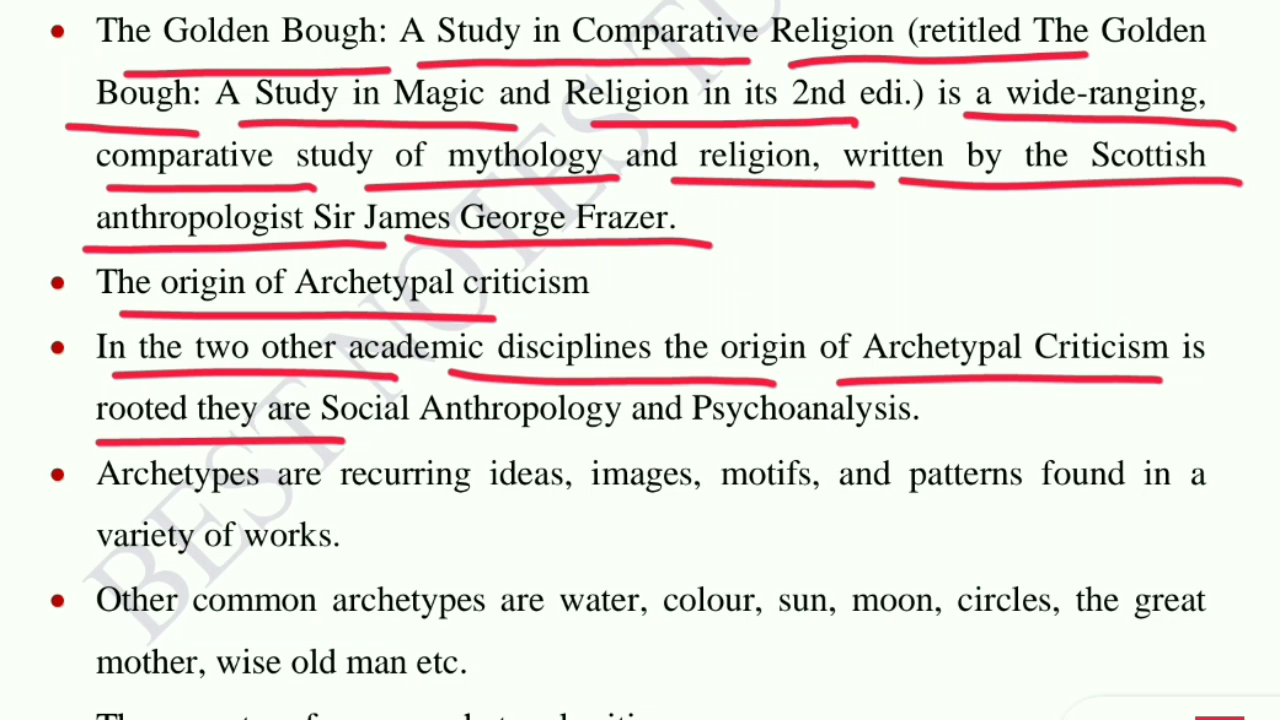 • The Golden Bough: A Study in Comparative Religion (retitled The Golden
Bough: A Study in Magic and Religion in its 2nd edi.) is a wide-ranging,
comparative study of mythology and religion, written by the Scottish
anthropologist Sir James George Frazer.
• The origin of Archetypal criticism
• In the two other academic disciplines the origin of Archetypal Criticism is
rooted they are Social Anthropology and Psychoanalysis.
• Archetypes are recurring ideas, images, motifs, and patterns found in a
variety of works.
• Other common archetypes are water, colour, sun, moon, circles, the great
mother, wise old man etc.
BEST NOTES